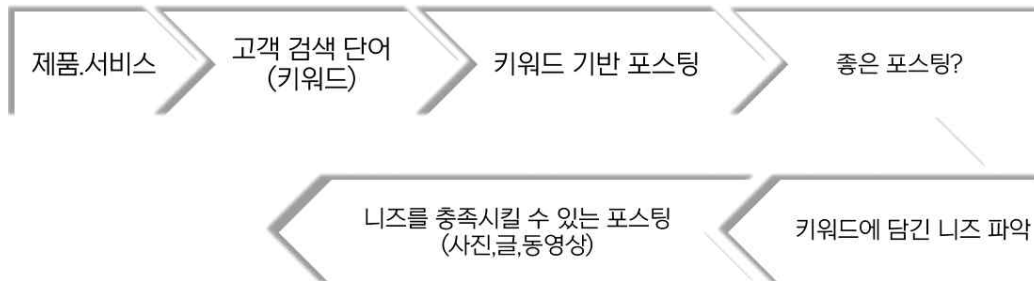 제품.서비스
고객 검색 단어
(키워드)
키워드 기반 포스팅
좋은 포스팅?
키워드에 담긴 니즈 파악
니즈를 충족시킬 수 있는 포스팅
(사진,글,동영상)